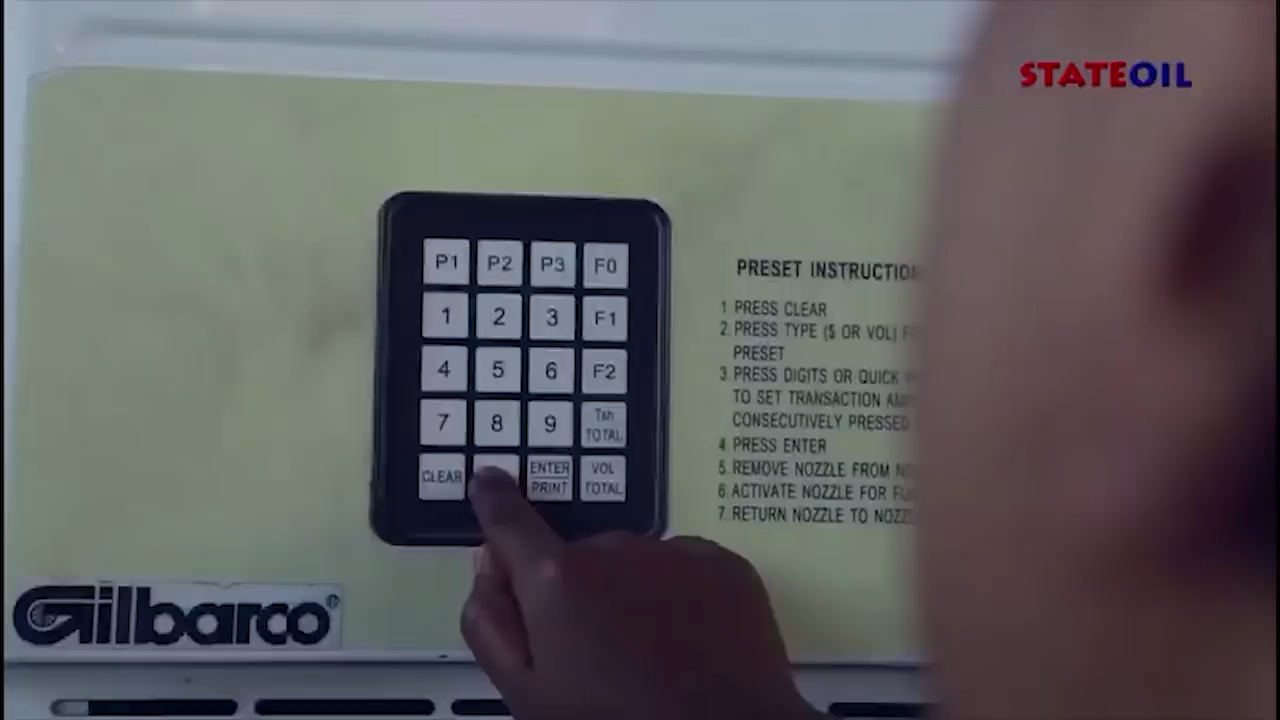 STATEOIL
P1 P2 P3 F0
1 2 3 F1
4 5 6 F2
7 8 9 Txn TOTAL
CLEAR ENTER PRINT VOL TOTAL
PRESET INSTRUCTION
1 PRESS CLEAR
2. PRESS TYPE ($ OR VOL)
PRESET
3 PRESS DIGITS OR QUICK
TO SET TRANSACTION
CONSECUTIVELY PRESSED
4 PRESS ENTER
5. REMOVE NOZZLE FROM
6. ACTIVATE NOZZLE FOR
7. RETURN NOZZLE TO
Gilbarco®